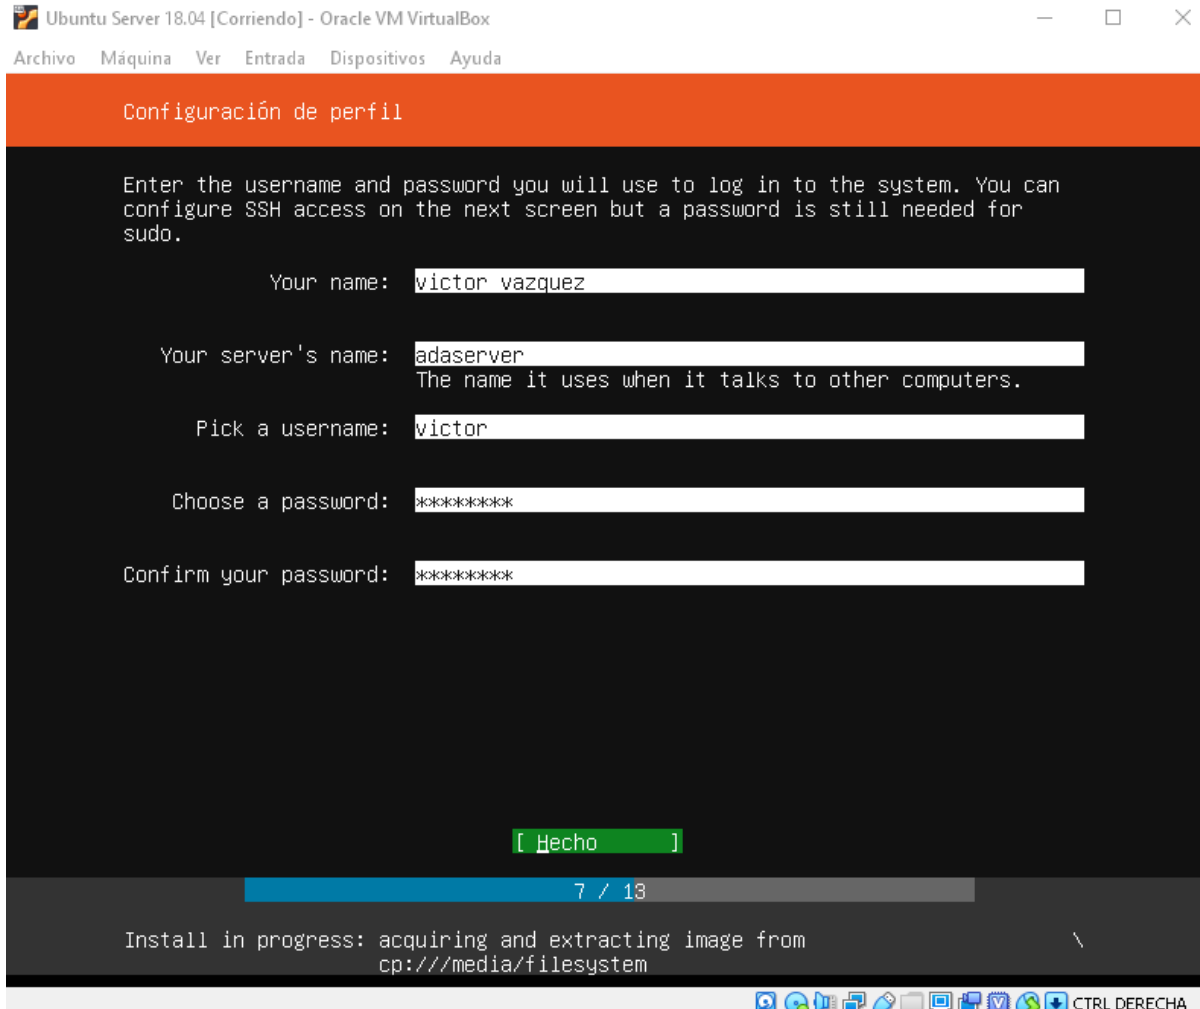 Ubuntu Server 18.04 [Corriendo] - Oracle VM VirtualBox
Archivo Máquina Ver Entrada Dispositivos Ayuda
Configuración de perfil
Enter the username and password you will use to log in to the system. You can
configure SSH access on the next screen but a password is still needed for
sudo.
Your name: victor vazquez
Your server's name: adaserver
The name it uses when it talks to other computers.
Pick a username: victor
Choose a password: ********
Confirm your password: ********
[ Hecho ]
7 / 13
Install in progress: acquiring and extracting image from \
cp:///media/filesystem
CTRL DERECHA